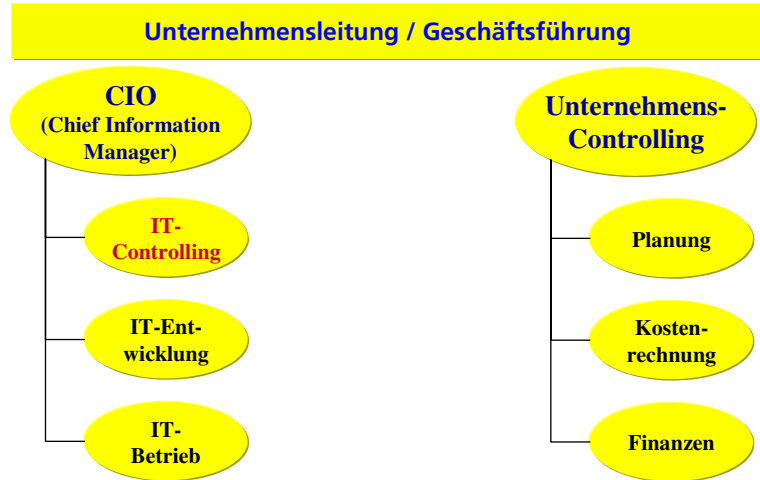 Unternehmensleitung / Geschäftsführung
CIO
(Chief Information
Manager)
IT-
Controlling
IT-Ent-
wicklung
IT-
Betrieb
Unternehmens-
Controlling
Planung
Kosten-
rechnung
Finanzen